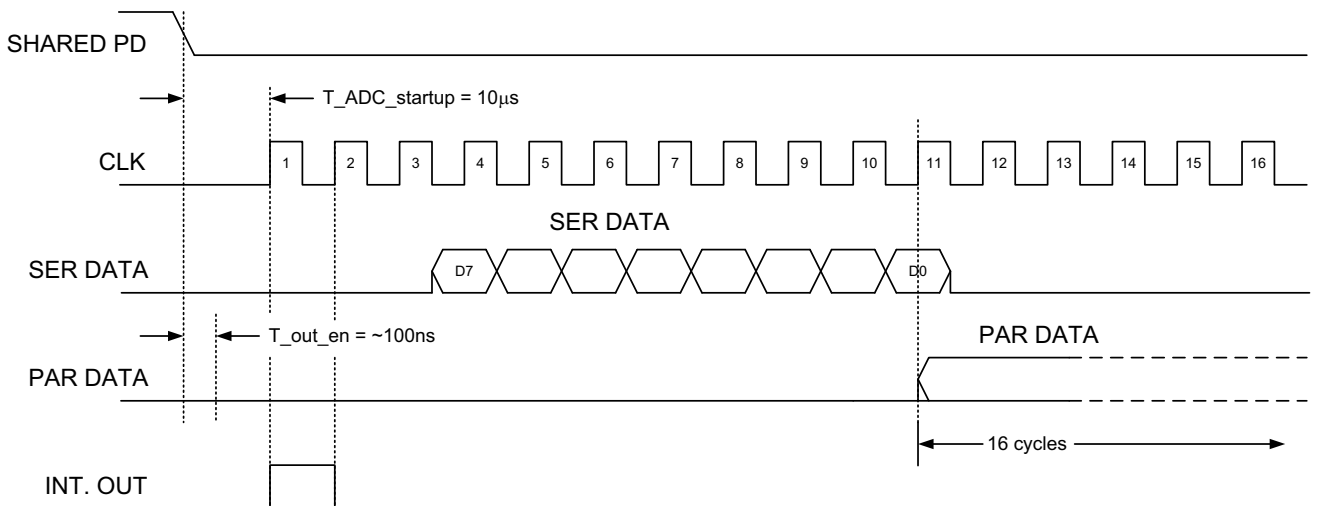 SHARED PD
T_ADC_startup = 10μs
CLK
1 2 3 4 5 6 7 8 9 10 11 12 13 14 15 16
SER DATA
SER DATA
D7 D0
T_out_en = ~100ns
PAR DATA
PAR DATA
16 cycles
INT. OUT